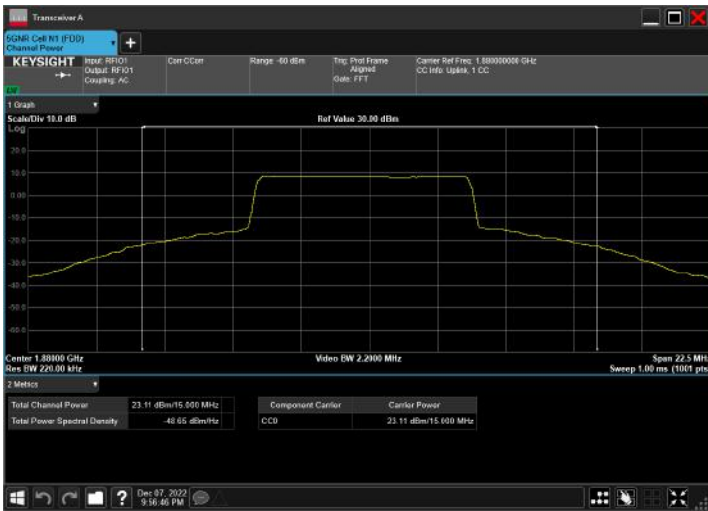 Transceiver A
5GNR Cell N1 (FDD)
Channel Power
KEYSIGHT
Input: RFIO1
Output: RFIO1
Coupling: AC
Corr CCorr
Range -60 dBm
Trig: Prot Frame
Aligned
Gate: FFT
Carrier Ref Freq: 1.880000000 GHz
CC Info: Uplink, 1 CC
1 Graph
Scale/Div 10.0 dB
Ref Value 30.00 dBm
Log
20.0
10.0
0.00
-10.0
-20.0
-30.0
-40.0
-50.0
-60.0
Center 1.88000 GHz
Video BW 2.2000 MHz
Span 22.5 MHz
Res BW 220.00 kHz
Sweep 1.00 ms (1001 pts
2 Metrics
Total Channel Power 23.11 dBm/15.000 MHz
Total Power Spectral Density -48.65 dBm/Hz
Component Carrier Carrier Power
CC0 23.11 dBm/15.000 MHz
Dec 07, 2022
9:56:46 PM